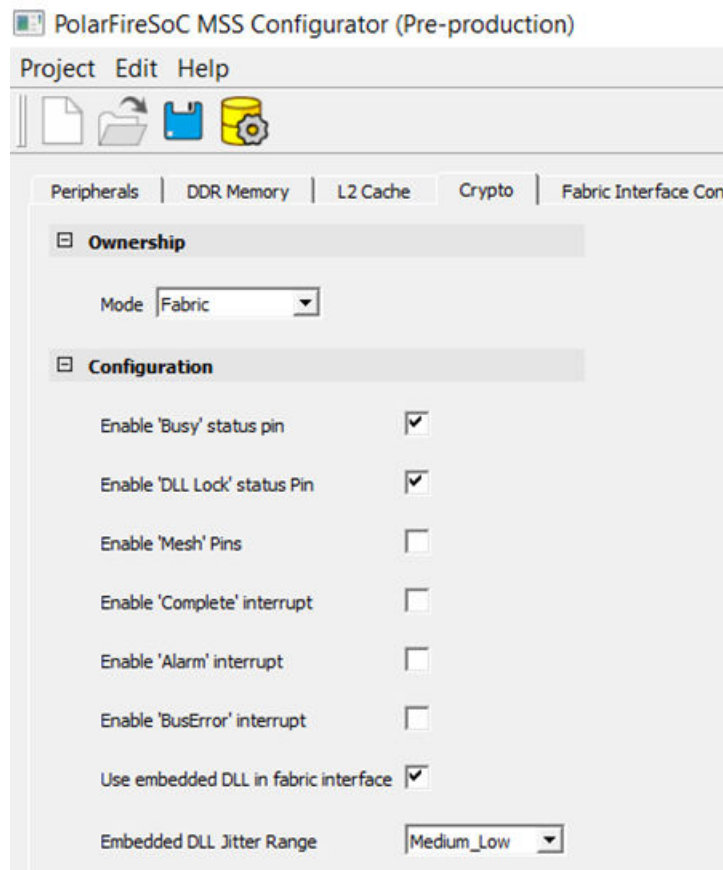 PolarFireSoC MSS Configurator (Pre-production)
Project Edit Help
Peripherals DDR Memory L2 Cache Crypto Fabric Interface Con
Ownership
Mode Fabric
Configuration
Enable 'Busy' status pin
Enable 'DLL Lock' status Pin
Enable 'Mesh' Pins
Enable 'Complete' interrupt
Enable 'Alarm' interrupt
Enable 'BusError' interrupt
Use embedded DLL in fabric interface
Embedded DLL Jitter Range Medium_Low